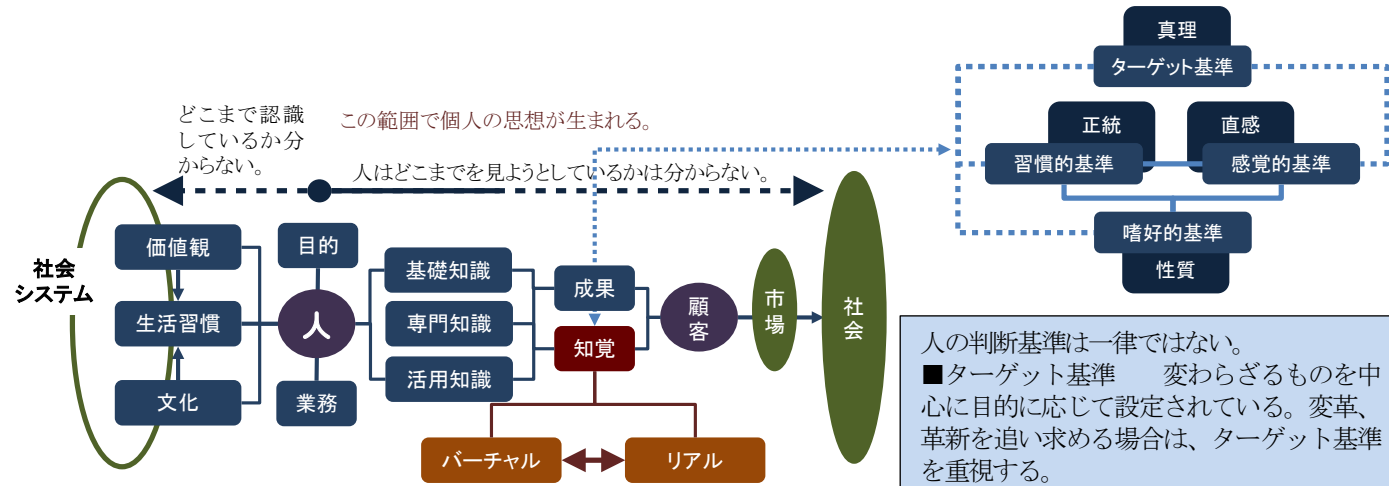 真理
ターゲット基準
正統
直感
習慣的基準
感覚的基準
嗜好的基準
性質
どこまで認識
しているか分
からない。
この範囲で個人の思想が生まれる。
人はどこまでを見ようとしているかは分からない。
社会
システム
価値観
生活習慣
文化
目的
人
業務
基礎知識
専門知識
活用知識
成果
知覚
バーチャル
リアル
顧
客
市
場
社
会
人の判断基準は一律ではない。
■ターゲット基準　　変わらざるものを中
心に目的に応じて設定されている。変革、
革新を追い求める場合は、ターゲット基準
を重視する。